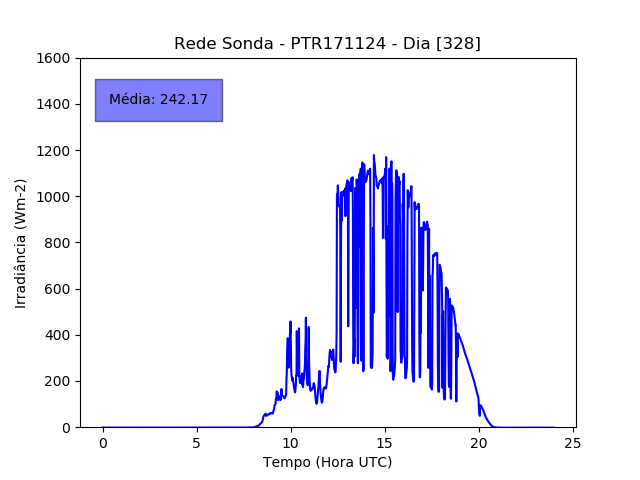 Rede Sonda - PTR171124 - Dia [328]
1600
1400
1200
1000
800
600
400
200
0
Média: 242.17
Irradiância (Wm-2)
0 5 10 15 20 25
Tempo (Hora UTC)